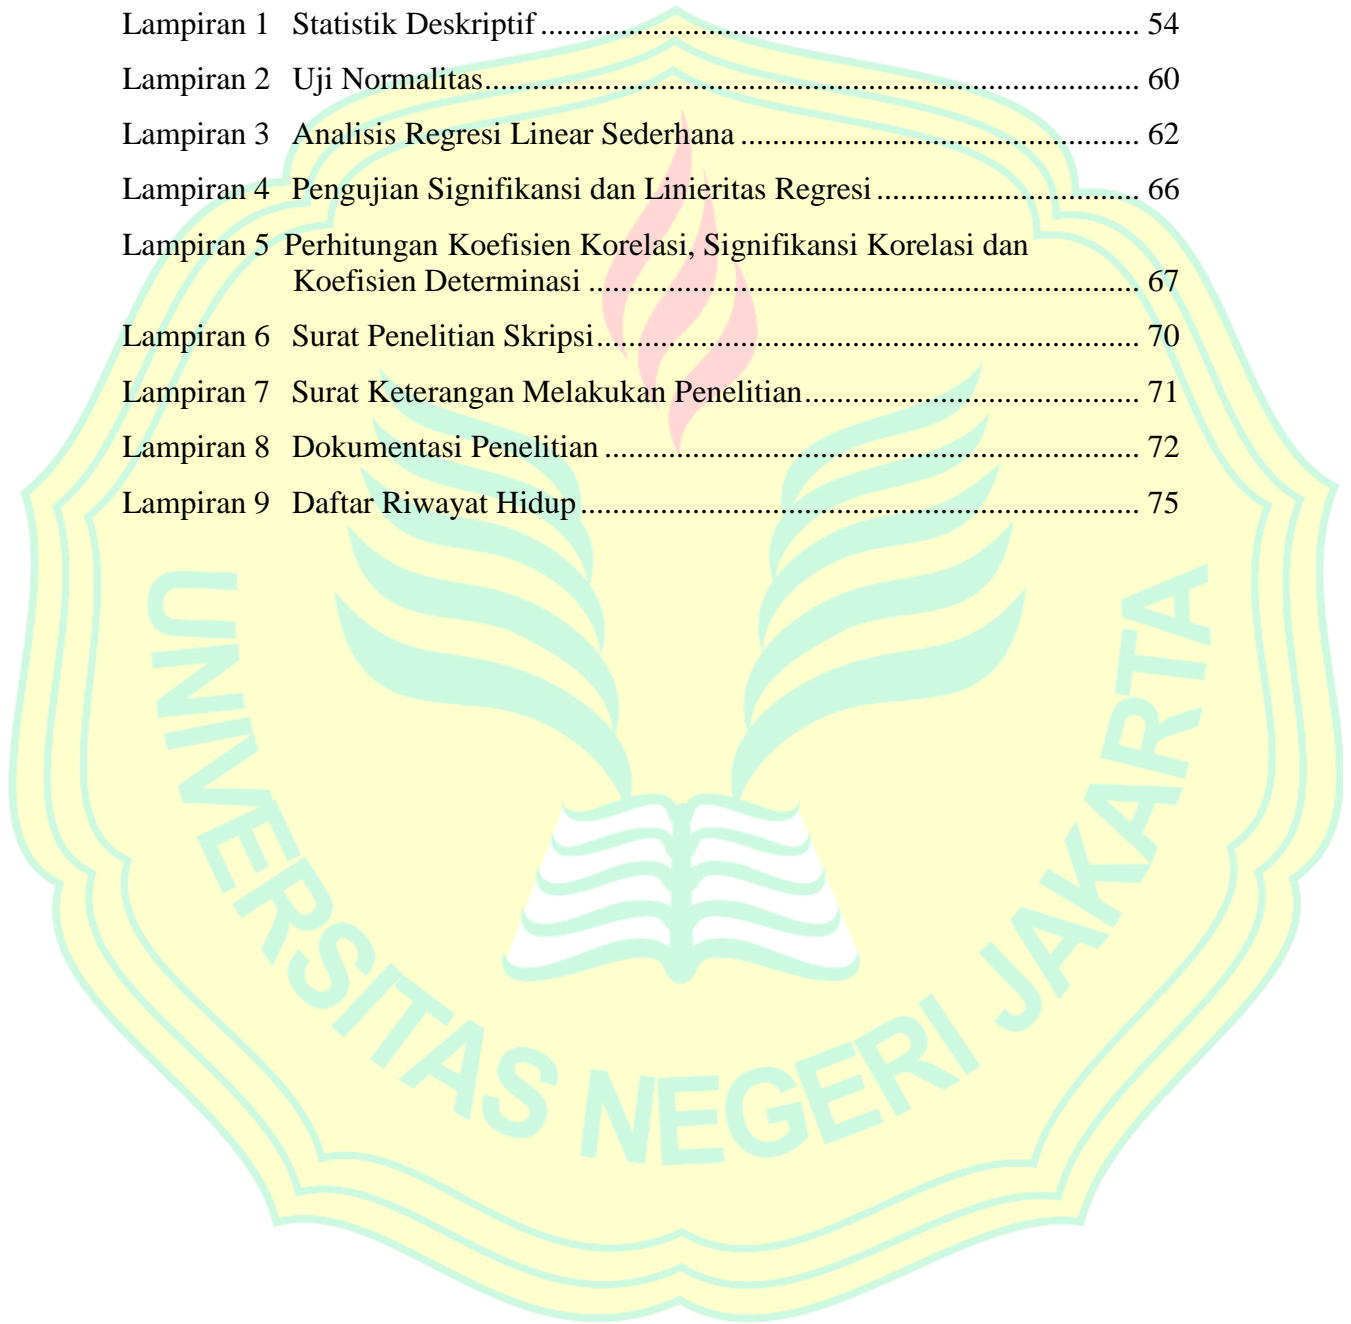 Lampiran 1 Statistik Deskriptif ........................................................................... 54
Lampiran 2 Uji Normalitas.................................................................................. 60
Lampiran 3 Analisis Regresi Linear Sederhana .................................................. 62
Lampiran 4 Pengujian Signifikansi dan Linieritas Regresi ................................. 66
Lampiran 5 Perhitungan Koefisien Korelasi, Signifikansi Korelasi dan
Koefisien Determinasi ..................................................................... 67
Lampiran 6 Surat Penelitian Skripsi.................................................................... 70
Lampiran 7 Surat Keterangan Melakukan Penelitian.......................................... 71
Lampiran 8 Dokumentasi Penelitian ................................................................... 72
Lampiran 9 Daftar Riwayat Hidup ...................................................................... 75
UNIVERSITAS NEGERI JAKARTA